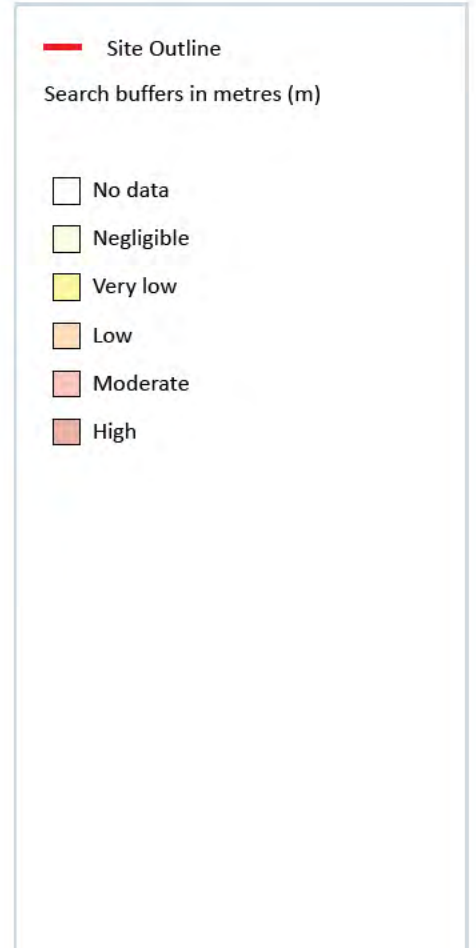 Site Outline
Search buffers in metres (m)
No data
Negligible
Very low
Low
Moderate
High